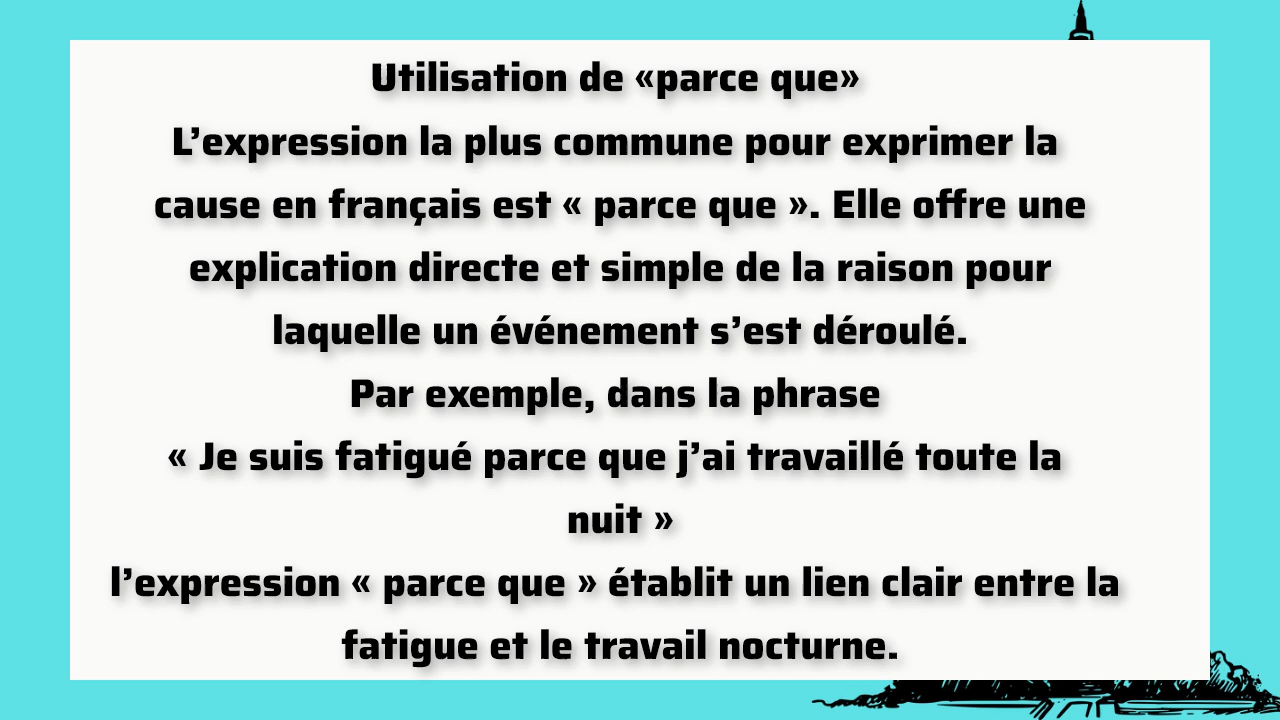 Utilisation de «parce que»
L’expression la plus commune pour exprimer la
cause en français est « parce que ». Elle offre une
explication directe et simple de la raison pour
laquelle un événement s’est déroulé.
Par exemple, dans la phrase
« Je suis fatigué parce que j’ai travaillé toute la
nuit »
l’expression « parce que » établit un lien clair entre la
fatigue et le travail nocturne.